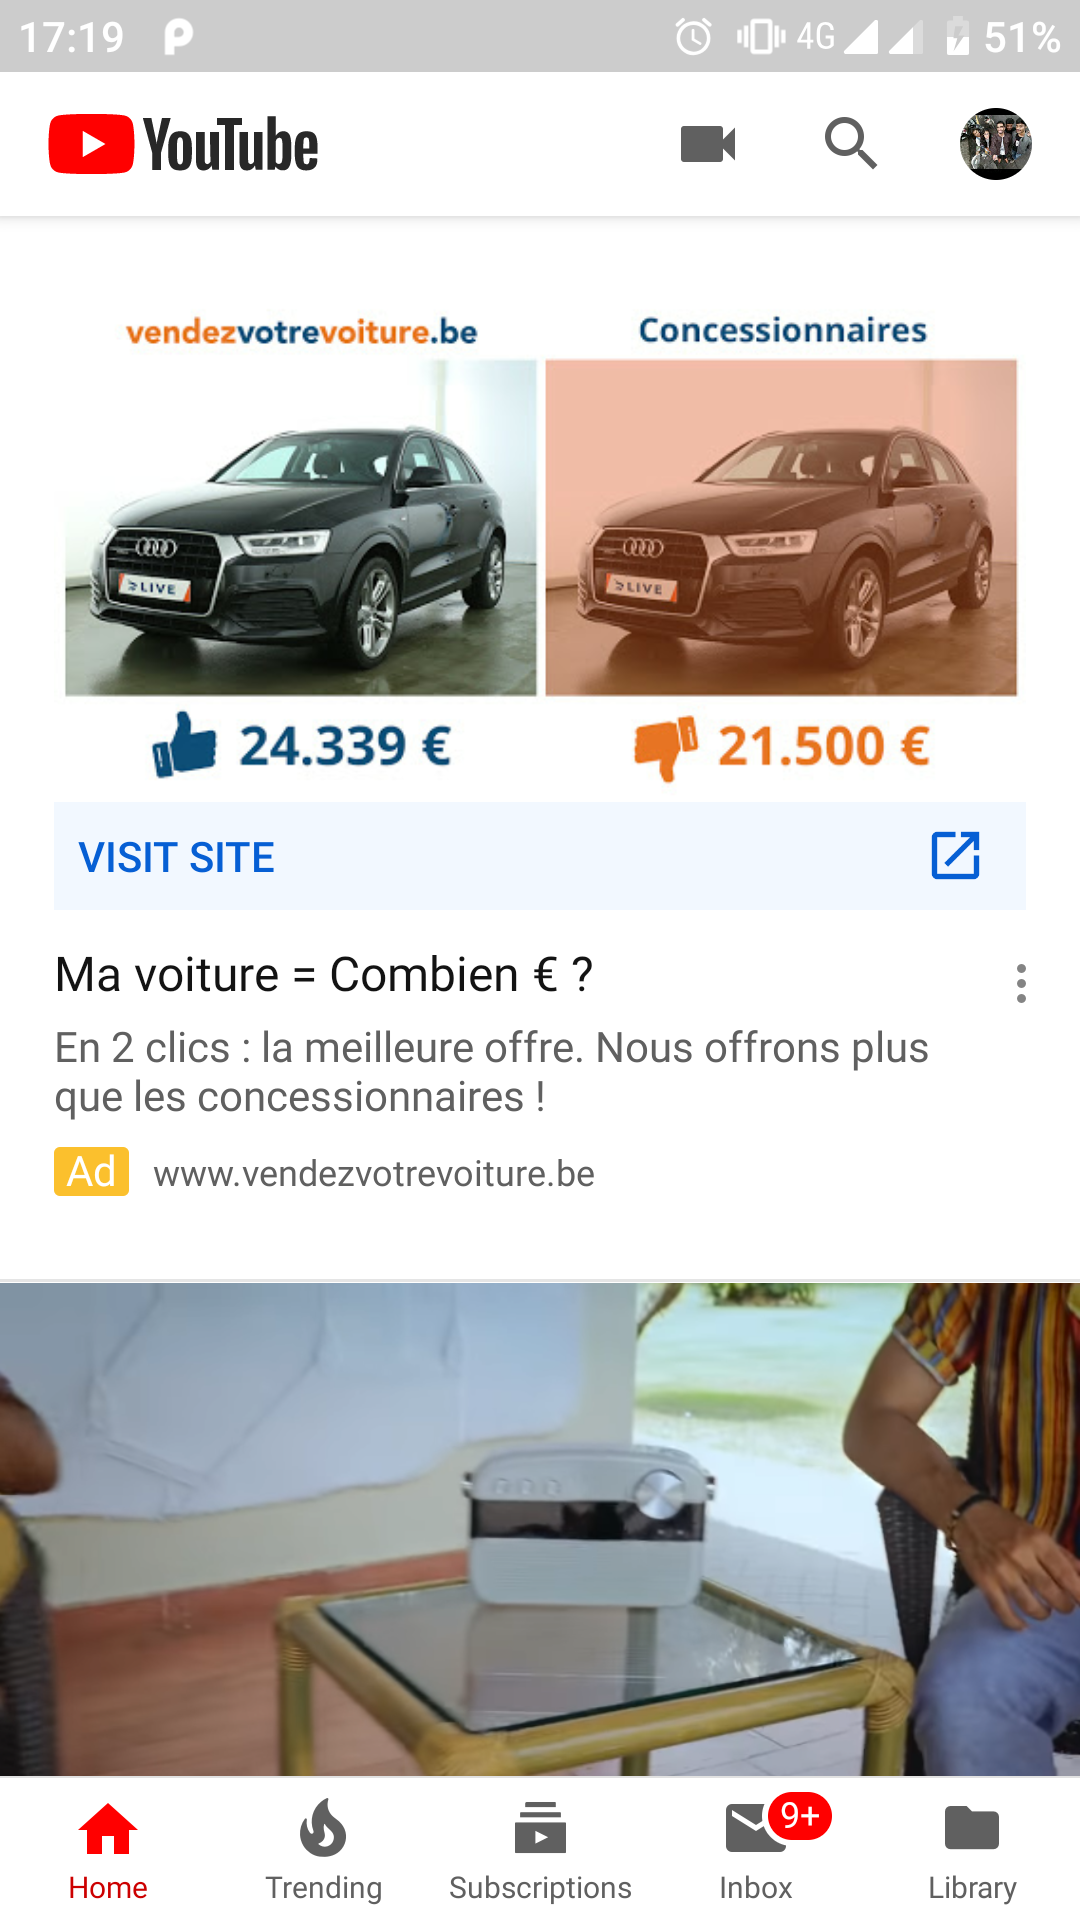 17:19 4G 51%
YouTube
vendezvotrevoiture.be Concessionnaires
LIVE LIVE
24.339 € 21.500 €
VISIT SITE
Ma voiture = Combien € ?
En 2 clics : la meilleure offre. Nous offrons plus
que les concessionnaires !
Ad www.vendezvotrevoiture.be
9+
Home Trending Subscriptions Inbox Library